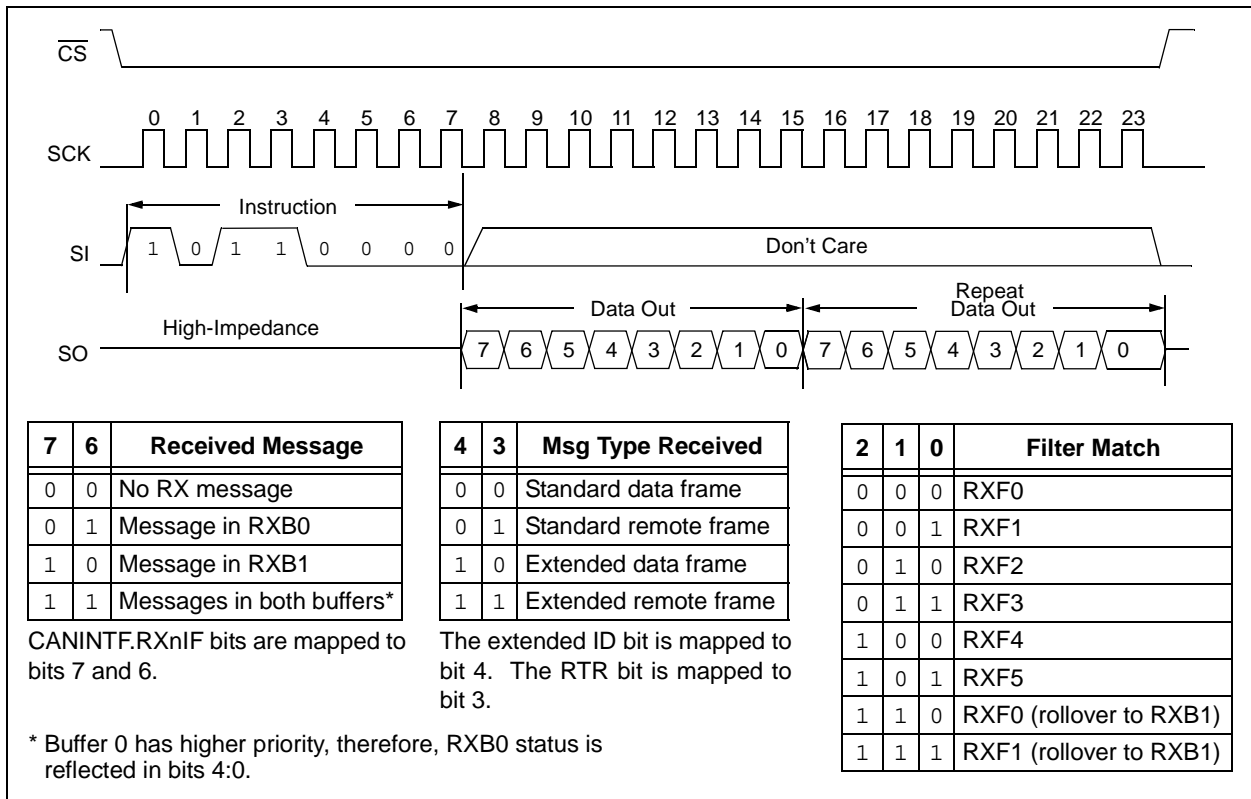 CS
0 1 2 3 4 5 6 7 8 9 10 11 12 13 14 15 16 17 18 19 20 21 22 23
SCK
Instruction
SI
1 0 1 1 0 0 0 0
Don't Care
Data Out
Repeat
Data Out
High-Impedance
SO
7 6 5 4 3 2 1 0 7 6 5 4 3 2 1 0
7 6 Received Message
0 0 No RX message
0 1 Message in RXB0
1 0 Message in RXB1
1 1 Messages in both buffers*
CANINTF.RXnIF bits are mapped to
bits 7 and 6.
4 3 Msg Type Received
0 0 Standard data frame
0 1 Standard remote frame
1 0 Extended data frame
1 1 Extended remote frame
The extended ID bit is mapped to
bit 4. The RTR bit is mapped to
bit 3.
2 1 0 Filter Match
0 0 0 RXF0
0 0 1 RXF1
0 1 0 RXF2
0 1 1 RXF3
1 0 0 RXF4
1 0 1 RXF5
1 1 0 RXF0 (rollover to RXB1)
1 1 1 RXF1 (rollover to RXB1)
* Buffer 0 has higher priority, therefore, RXB0 status is
reflected in bits 4:0.